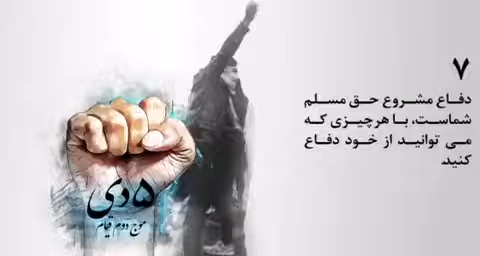 ۷
دفاع مشروع حق مسلم
شماست، با هرچیزی که
می توانید از خود دفاع
کنید.
۵ دی
موج دوم قیام